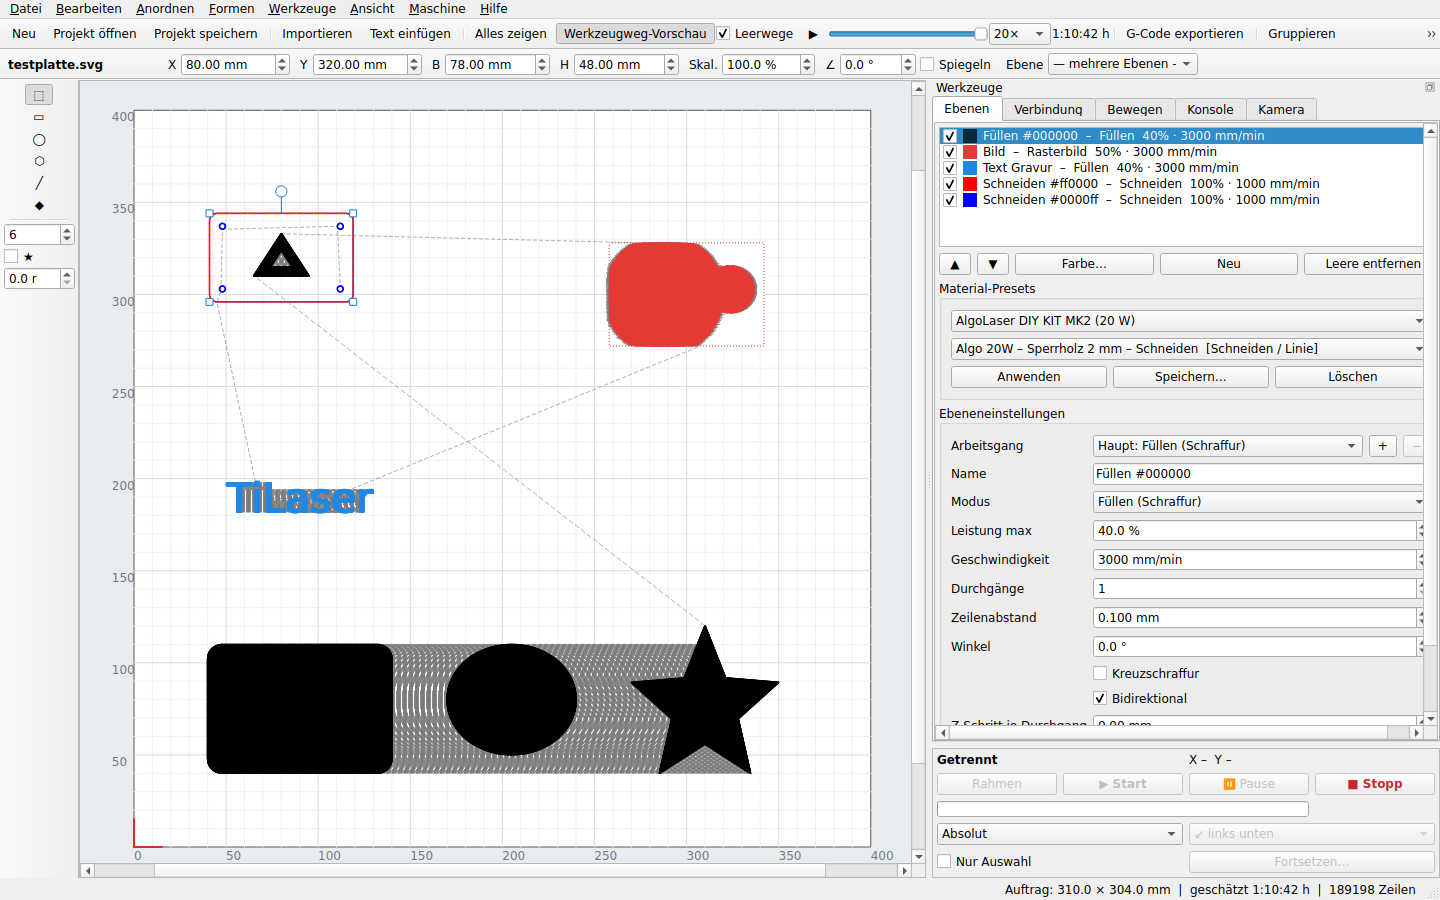 Datei Bearbeiten Anordnen Formen Werkzeuge Ansicht Maschine Hilfe
Neu Projekt öffnen Projekt speichern Importieren Text einfügen Alles zeigen Werkzeugweg-Vorschau Leerwege ▶ 20× 1:10:42 h G-Code exportieren Gruppieren ››
testplatte.svg X 80.00 mm Y 320.00 mm B 78.00 mm H 48.00 mm Skal. 100.0 % ∠ 0.0 ° Spiegeln Ebene — mehrere Ebenen -
6
★
0.0 r
400
350
300
250
200
150
100
50
0 50 100 150 200 250 300 350 400
TiLaser
Werkzeuge
Ebenen Verbindung Bewegen Konsole Kamera
Füllen #000000 – Füllen 40% · 3000 mm/min
Bild – Rasterbild 50% · 3000 mm/min
Text Gravur – Füllen 40% · 3000 mm/min
Schneiden #ff0000 – Schneiden 100% · 1000 mm/min
Schneiden #0000ff – Schneiden 100% · 1000 mm/min
▲ ▼ Farbe... Neu Leere entfernen
Material-Presets
AlgoLaser DIY KIT MK2 (20 W)
Algo 20W – Sperrholz 2 mm – Schneiden [Schneiden / Linie]
Anwenden Speichern... Löschen
Ebeneneinstellungen
Arbeitsgang Haupt: Füllen (Schraffur) + −
Name Füllen #000000
Modus Füllen (Schraffur)
Leistung max 40.0 %
Geschwindigkeit 3000 mm/min
Durchgänge 1
Zeilenabstand 0.100 mm
Winkel 0.0 °
Kreuzschraffur
Bidirektional
Z-Schritt je Durchgang 0.00 mm
Getrennt X – Y –
Rahmen ▶ Start ⏸ Pause ■ Stopp
Absolut ↙ links unten
Nur Auswahl Fortsetzen...
Auftrag: 310.0 × 304.0 mm | geschätzt 1:10:42 h | 189198 Zeilen